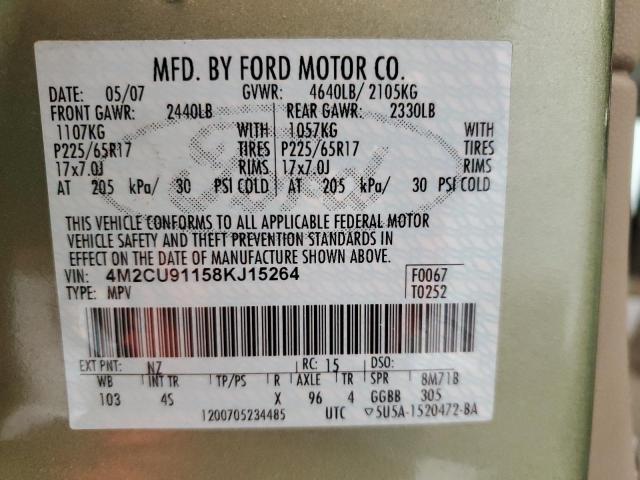 MFD. BY FORD MOTOR CO.
DATE: 05/07 GVWR: 4640LB/ 2105KG
FRONT GAWR: 2440LB REAR GAWR: 2330LB
1107KG WITH 1057KG WITH
P225/65R17 TIRES P225/65R17 TIRES
17x7.0J RIMS 17x7.0J RIMS
AT 205 kPa/ 30 PSI COLD AT 205 kPa/ 30 PSI COLD
Ford
THIS VEHICLE CONFORMS TO ALL APPLICABLE FEDERAL MOTOR
VEHICLE SAFETY AND THEFT PREVENTION STANDARDS IN
EFFECT ON THE DATE OF MANUFACTURE SHOWN ABOVE.
VIN: 4M2CU91158KJ15264 F0067
TYPE: MPV T0252
EXT PNT: NZ RC: 15 DSO:
WB INT TR TP/PS R AXLE TR SPR 8M71B
103 4S X 96 4 GGBB 305
1200705234485 UTC ▽5U5A-1520472-BA